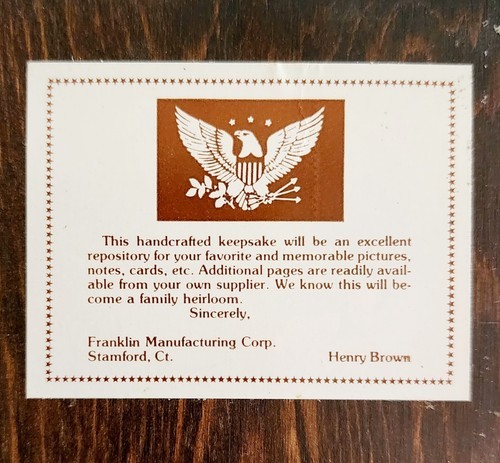 This handcrafted keepsake will be an excellent
repository for your favorite and memorable pictures,
notes, cards, etc. Additional pages are readily avail-
able from your own supplier. We know this will be-
come a fanily heirloom.
Sincerely,
Franklin Manufacturing Corp.
Stamford, Ct. Henry Brown